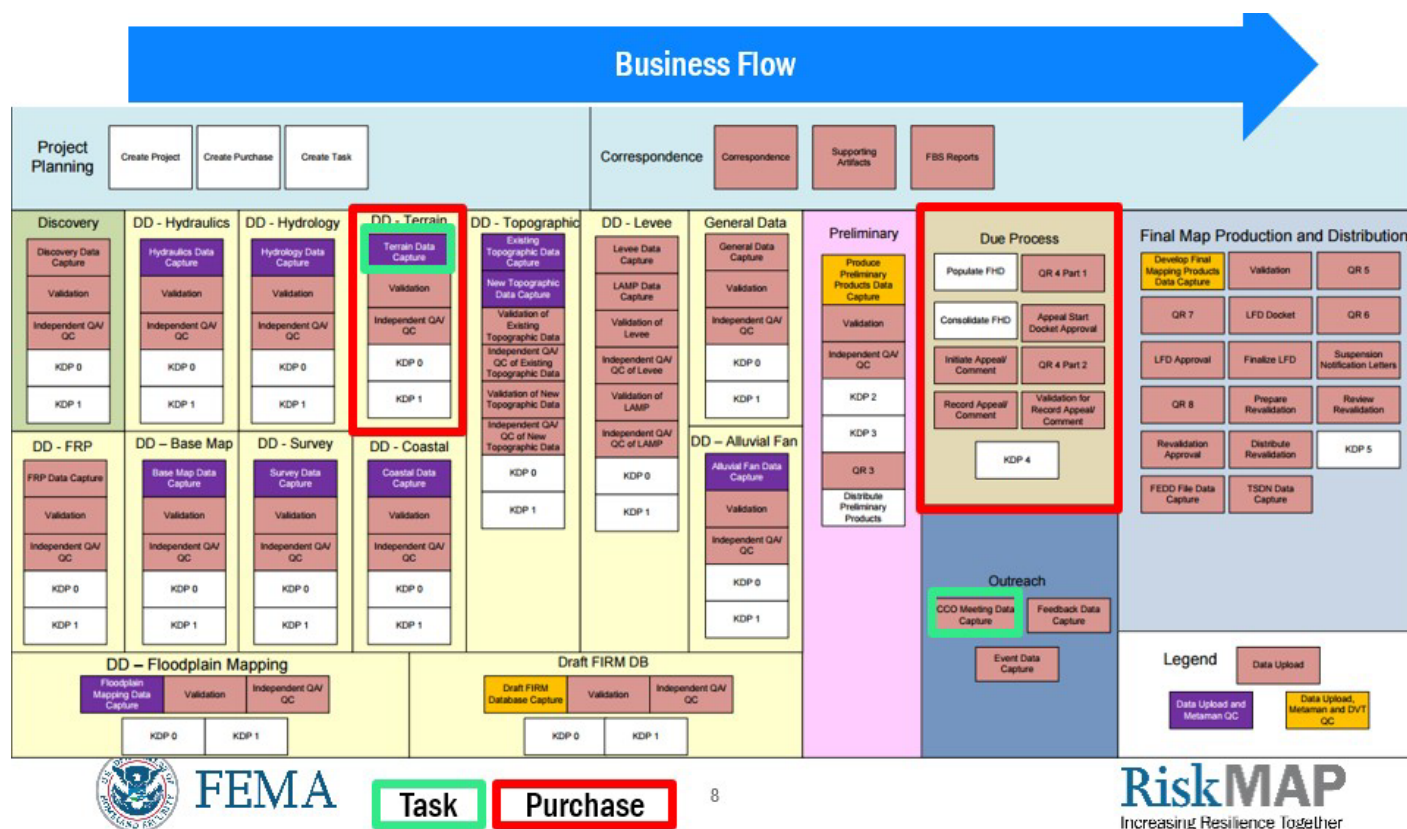 Business Flow
Project
Planning
Create Project
Create Purchase
Create Task
Correspondence
Correspondence
Supporting
Artifacts
FBS Reports
Discovery
Discovery Data
Capture
Validation
Independent QA/
QC
KDP 0
KDP 1
DD - Hydraulics
Hydraulics Data
Capture
Validation
Independent QA/
QC
KDP 0
KDP 1
DD - Hydrology
Hydrology Data
Capture
Validation
Independent QA/
QC
KDP 0
KDP 1
DD - Terrain
Terrain Data
Capture
Validation
Independent QA/
QC
KDP 0
KDP 1
DD - Topographic
Existing
Topographic Data
Capture
New Topographic
Data Capture
Validation of
Existing
Topographic Data
Independent QA/
QC of Existing
Topographic Data
Validation of New
Topographic Data
Independent QA/
QC of New
Topographic Data
KDP 0
KDP 1
DD - Levee
Levee Data
Capture
LAMP Data
Capture
Validation of
Levee
Independent QA/
QC of Levee
Validation of
LAMP
Independent QA/
QC of LAMP
KDP 0
KDP 1
General Data
General Data
Capture
Validation
Independent QA/
QC
KDP 0
KDP 1
DD - FRP
FRP Data Capture
Validation
Independent QA/
QC
KDP 0
KDP 1
DD – Base Map
Base Map Data
Capture
Validation
Independent QA/
QC
KDP 0
KDP 1
DD - Survey
Survey Data
Capture
Validation
Independent QA/
QC
KDP 0
KDP 1
DD - Coastal
Coastal Data
Capture
Validation
Independent QA/
QC
KDP 0
KDP 1
DD – Alluvial Fan
Alluvial Fan Data
Capture
Validation
Independent QA/
QC
KDP 0
KDP 1
DD – Floodplain Mapping
Floodplain
Mapping Data
Capture
Validation
Independent QA/
QC
KDP 0
KDP 1
Draft FIRM DB
Draft FIRM
Database Capture
Validation
Independent QA/
QC
KDP 0
KDP 1
Preliminary
Produce
Preliminary
Products Data
Capture
Validation
Independent QA/
QC
KDP 2
KDP 3
QR 3
Distribute
Preliminary
Products
Due Process
Populate FHD
QR 4 Part 1
Consolidate FHD
Appeal Start
Docket Approval
Initiate Appeal/
Comment
QR 4 Part 2
Record Appeal/
Comment
Validation for
Record Appeal/
Comment
KDP 4
Outreach
CCO Meeting Data
Capture
Feedback Data
Capture
Event Data
Capture
Final Map Production and Distribution
Develop Final
Mapping Products
Data Capture
Validation
QR 5
QR 7
LFD Docket
QR 6
LFD Approval
Finalize LFD
Suspension
Notification Letters
QR 8
Prepare
Revalidation
Review
Revalidation
Revalidation
Approval
Distribute
Revalidation
KDP 5
FEDD File Data
Capture
TSDN Data
Capture
Legend
Data Upload
Data Upload and
Metaman QC
Data Upload,
Metaman and DVT
QC
FEMA
Task
Purchase
8
RiskMAP
Increasing Resilience Together